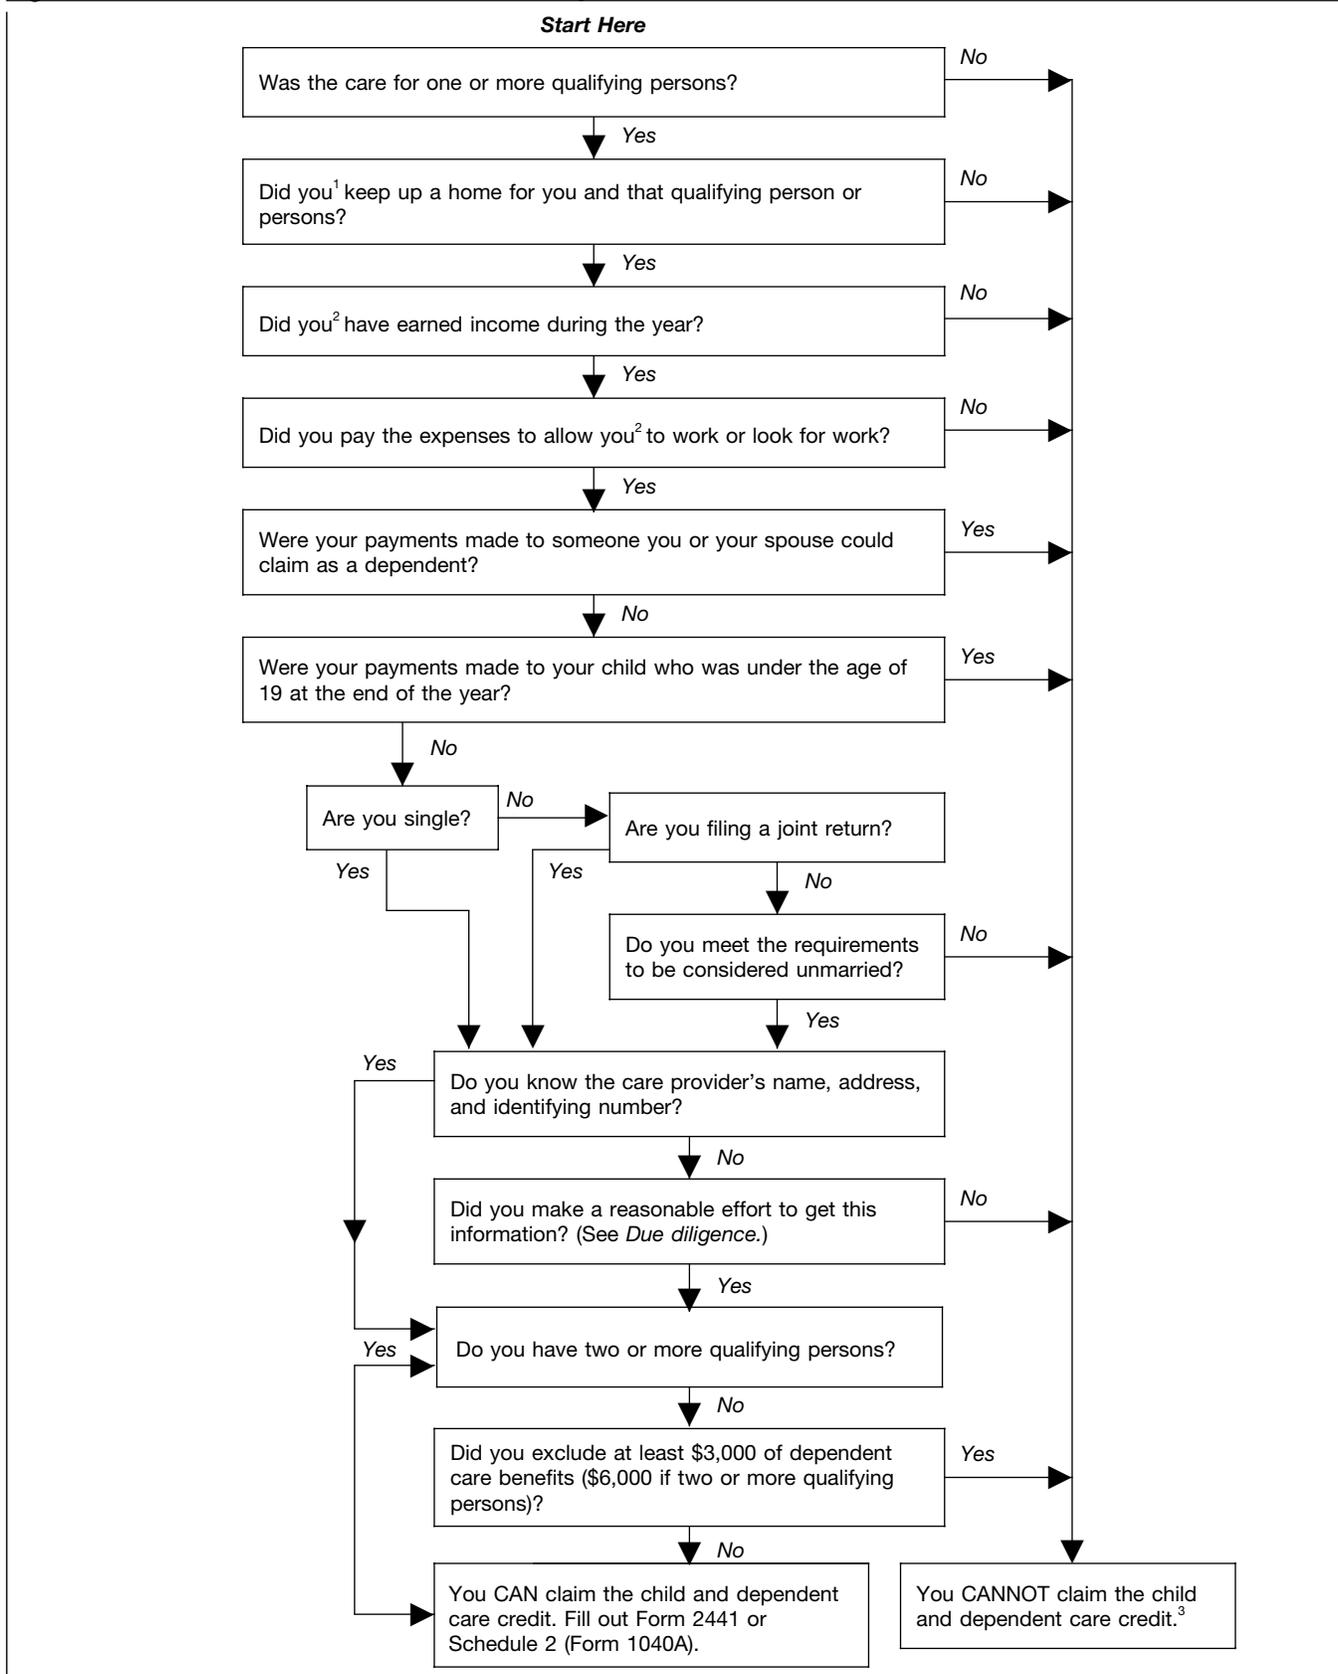 Start Here
Was the care for one or more qualifying persons?
No
Yes
Did you¹ keep up a home for you and that qualifying person or
persons?
No
Yes
Did you² have earned income during the year?
No
Yes
Did you pay the expenses to allow you² to work or look for work?
No
Yes
Were your payments made to someone you or your spouse could
claim as a dependent?
Yes
No
Were your payments made to your child who was under the age of
19 at the end of the year?
Yes
No
Are you single?
No
Are you filing a joint return?
Yes
Yes
No
Do you meet the requirements
to be considered unmarried?
No
Yes
Yes
Do you know the care provider’s name, address,
and identifying number?
No
Did you make a reasonable effort to get this
information? (See Due diligence.)
No
Yes
Do you have two or more qualifying persons?
Yes
No
Did you exclude at least $3,000 of dependent
care benefits ($6,000 if two or more qualifying
persons)?
Yes
No
You CAN claim the child and dependent
care credit. Fill out Form 2441 or
Schedule 2 (Form 1040A).
You CANNOT claim the child
and dependent care credit.³